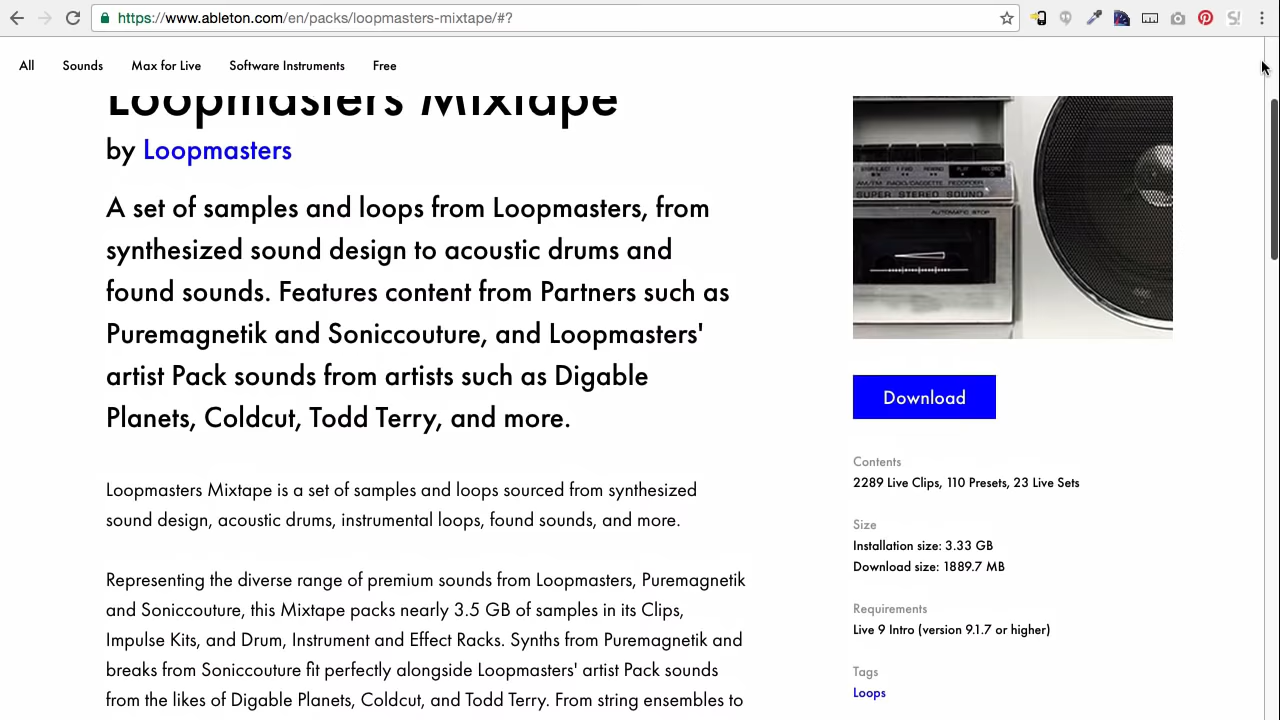 https://www.ableton.com/en/packs/loopmasters-mixtape/#?
All Sounds Max for Live Software Instruments Free
Loopmasters Mixtape
by Loopmasters
A set of samples and loops from Loopmasters, from
synthesized sound design to acoustic drums and
found sounds. Features content from Partners such as
Puremagnetik and Soniccouture, and Loopmasters'
artist Pack sounds from artists such as Digable
Planets, Coldcut, Todd Terry, and more.
Loopmasters Mixtape is a set of samples and loops sourced from synthesized
sound design, acoustic drums, instrumental loops, found sounds, and more.
Representing the diverse range of premium sounds from Loopmasters, Puremagnetik
and Soniccouture, this Mixtape packs nearly 3.5 GB of samples in its Clips,
Impulse Kits, and Drum, Instrument and Effect Racks. Synths from Puremagnetik and
breaks from Soniccouture fit perfectly alongside Loopmasters' artist Pack sounds
from the likes of Digable Planets, Coldcut, and Todd Terry. From string ensembles to
AM/FM RADIO/CASSETTE RECORDER
SUPER STEREO SOUND
AUTOMATIC STOP
Download
Contents
2289 Live Clips, 110 Presets, 23 Live Sets
Size
Installation size: 3.33 GB
Download size: 1889.7 MB
Requirements
Live 9 Intro (version 9.1.7 or higher)
Tags
Loops